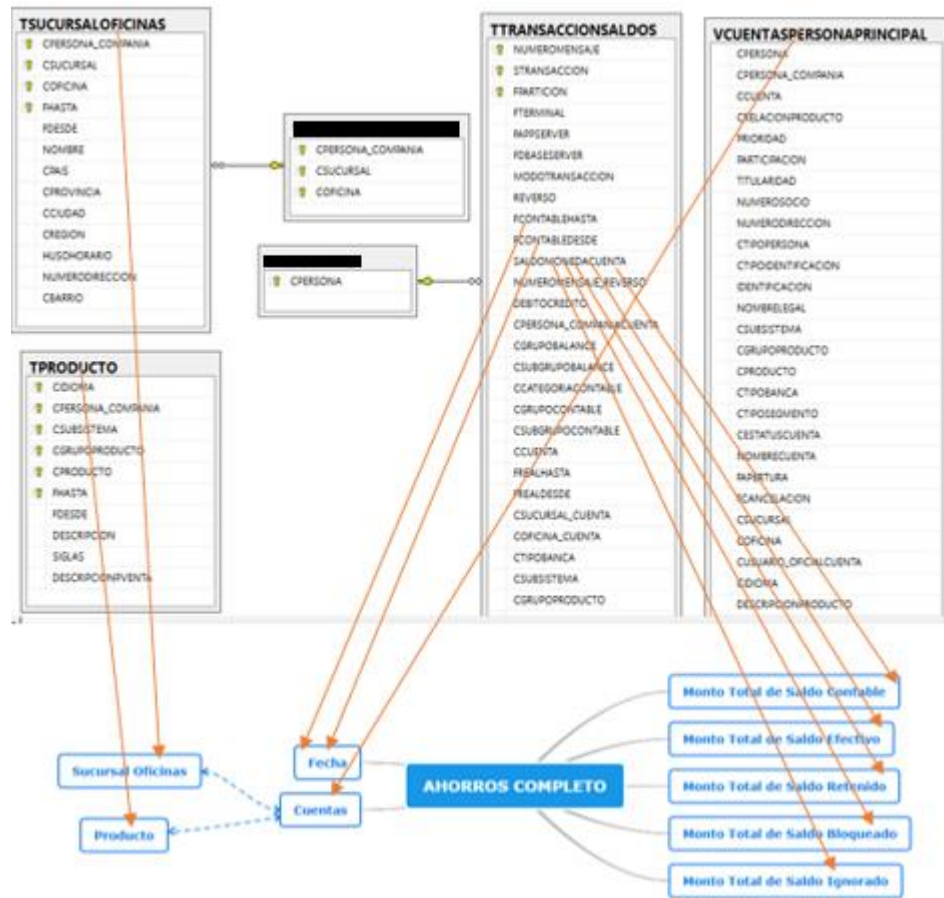 TSUCURSALOFICINAS
CPERSONA_COMPANIA
CSUCURSAL
COFICINA
FHASTA
FDESDE
NOMBRE
CPAIS
CPROVINCIA
CCIUDAD
CREGION
HUSOHORARIO
NUMERODIRECCION
CBARRIO
CPERSONA_COMPANIA
CSUCURSAL
COFICINA
CPERSONA
TPRODUCTO
CIDIOMA
CPERSONA_COMPANIA
CSUBSISTEMA
CGRUPOPRODUCTO
CPRODUCTO
FHASTA
FDESDE
DESCRIPCION
SIGLAS
DESCRIPCIONPVENTA
TTRANSACCIONSALDOS
NUMEROMENSAJE
STRANSACCION
FPARTICION
FTERMINAL
FAPPSERVER
FDBASESERVER
MODOTRANSACCION
REVERSO
FCONTABLEHASTA
FCONTABLEDESDE
SALDOMONEDACUENTA
NUMEROMENSAJE_REVERSO
DEBITOCREDITO
CPERSONA_COMPANIACUENTA
CGRUPOBALANCE
CSUBGRUPOBALANCE
CCATEGORIACONTABLE
CGRUPOCONTABLE
CSUBGRUPOCONTABLE
CCUENTA
FREALHASTA
FREALDESDE
CSUCURSAL_CUENTA
COFICINA_CUENTA
CTIPOBANCA
CSUBSISTEMA
CGRUPOPRODUCTO
VCUENTASPERSONAPRINCIPAL
CPERSONA
CPERSONA_COMPANIA
CCUENTA
CRELACIONPRODUCTO
PRIORIDAD
PARTICIPACION
TITULARIDAD
NUMEROSOCIO
NUMERODIRECCION
CTIPOPERSONA
CTIPOIDENTIFICACION
IDENTIFICACION
NOMBRELEGAL
CSUBSISTEMA
CGRUPOPRODUCTO
CPRODUCTO
CTIPOBANCA
CTIPOSEGMENTO
CESTATUSCUENTA
NOMBRECUENTA
FAPERTURA
FCANCELACION
CSUCURSAL
COFICINA
CUSUARIO_OFICIALCUENTA
CIDIOMA
DESCRIPCIONPRODUCTO
Sucursal Oficinas
Producto
Fecha
Cuentas
AHORROS COMPLETO
Monto Total de Saldo Contable
Monto Total de Saldo Efectivo
Monto Total de Saldo Retenido
Monto Total de Saldo Bloqueado
Monto Total de Saldo Ignorado